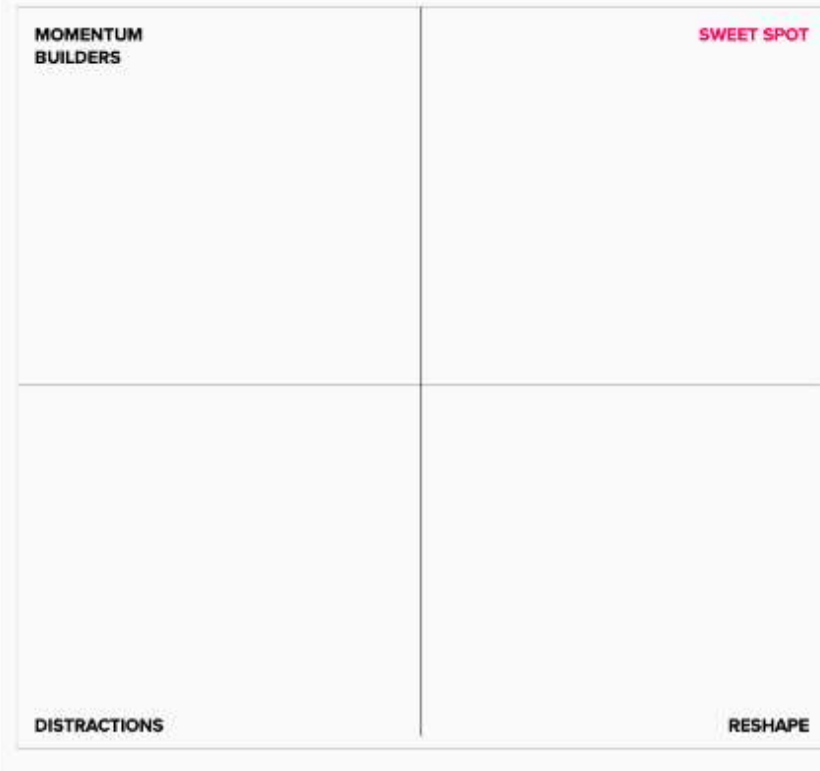 MOMENTUM
BUILDERS
SWEET SPOT
DISTRACTIONS
RESHAPE